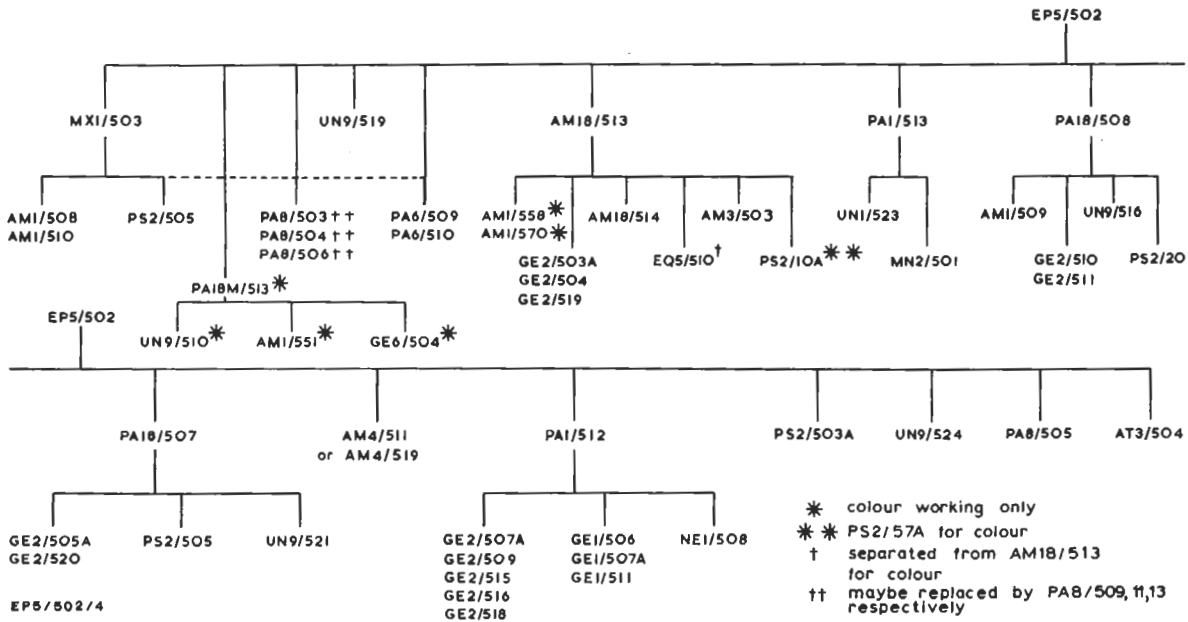 EP5/502
MX1/503
UN9/519
AM18/513
PA1/513
PA18/508
AM1/508
AM1/510
PS2/505
PA8/503††
PA8/504††
PA8/506††
PA6/509
PA6/510
AM1/558*
AM1/570*
GE2/503A
GE2/504
GE2/519
AM18/514
EQ5/510†
AM3/503
PS2/10A**
UN1/523
MN2/501
AM1/509
GE2/510
GE2/511
UN9/516
PS2/20
PA18M/513*
UN9/510*
AM1/551*
GE6/504*
EP5/502
PA18/507
AM4/511
or AM4/519
PA1/512
PS2/503A
UN9/524
PA8/505
AT3/504
GE2/505A
GE2/520
PS2/505
UN9/521
GE2/507A
GE2/509
GE2/515
GE2/516
GE2/518
GE1/506
GE1/507A
GE1/511
NE1/508
* colour working only
** PS2/57A for colour
† separated from AM18/513
for colour
†† maybe replaced by PA8/509,11,13
respectively
EP5/502/4